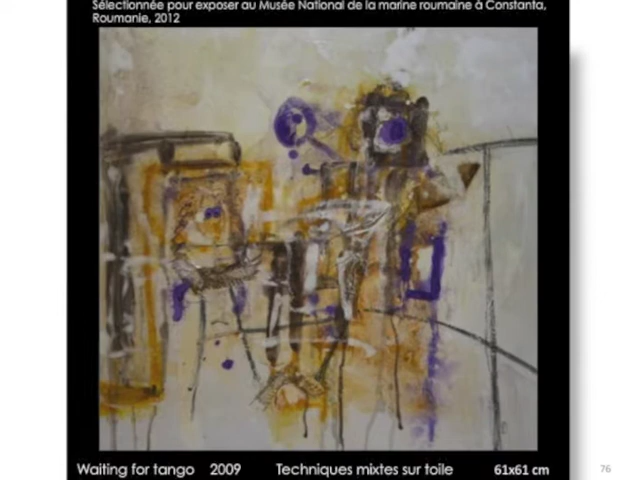 Sélectionnée pour exposer au Musée National de la marine roumaine à Constanta,
Roumanie, 2012
Waiting for tango 2009 Techniques mixtes sur toile 61x61 cm
76